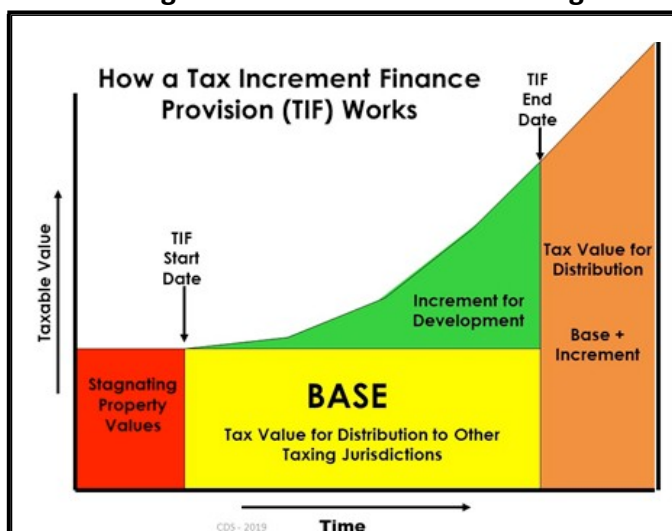 How a Tax Increment Finance
Provision (TIF) Works
TIF
End
Date
TIF
Start
Date
Taxable Value
Tax Value for
Distribution
Increment for
Development
Base +
Increment
Stagnating
Property
Values
BASE
Tax Value for Distribution to Other
Taxing Jurisdictions
CDS - 2019
Time